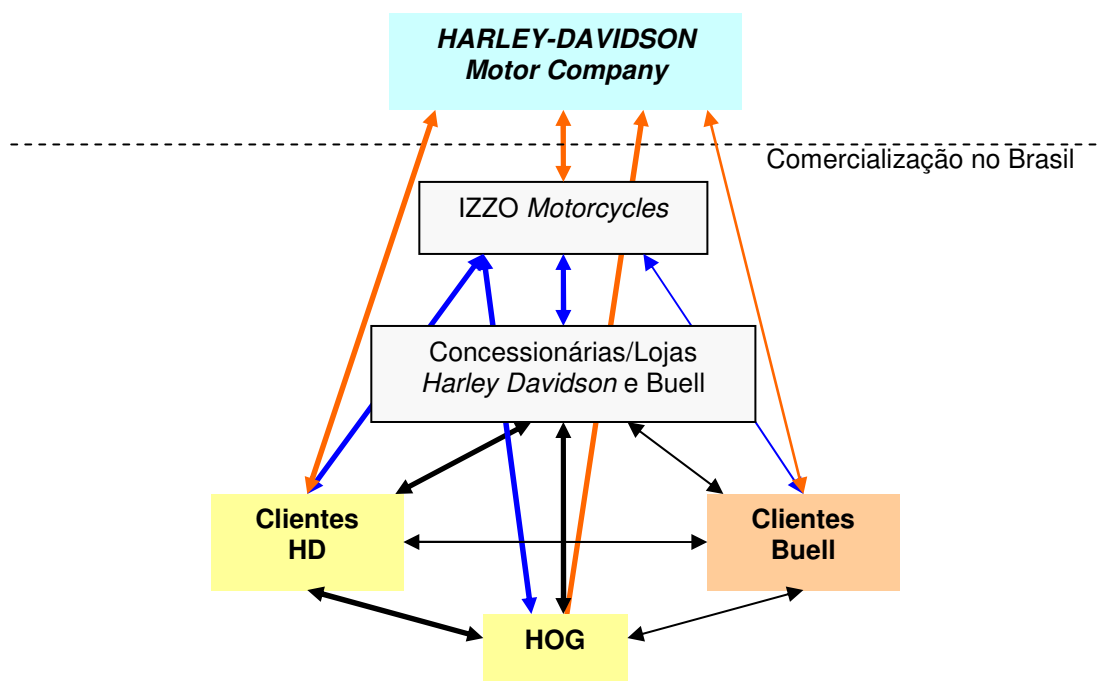 HARLEY-DAVIDSON
Motor Company
Comercialização no Brasil
IZZO Motorcycles
Concessionárias/Lojas
Harley Davidson e Buell
Clientes
HD
Clientes
Buell
HOG